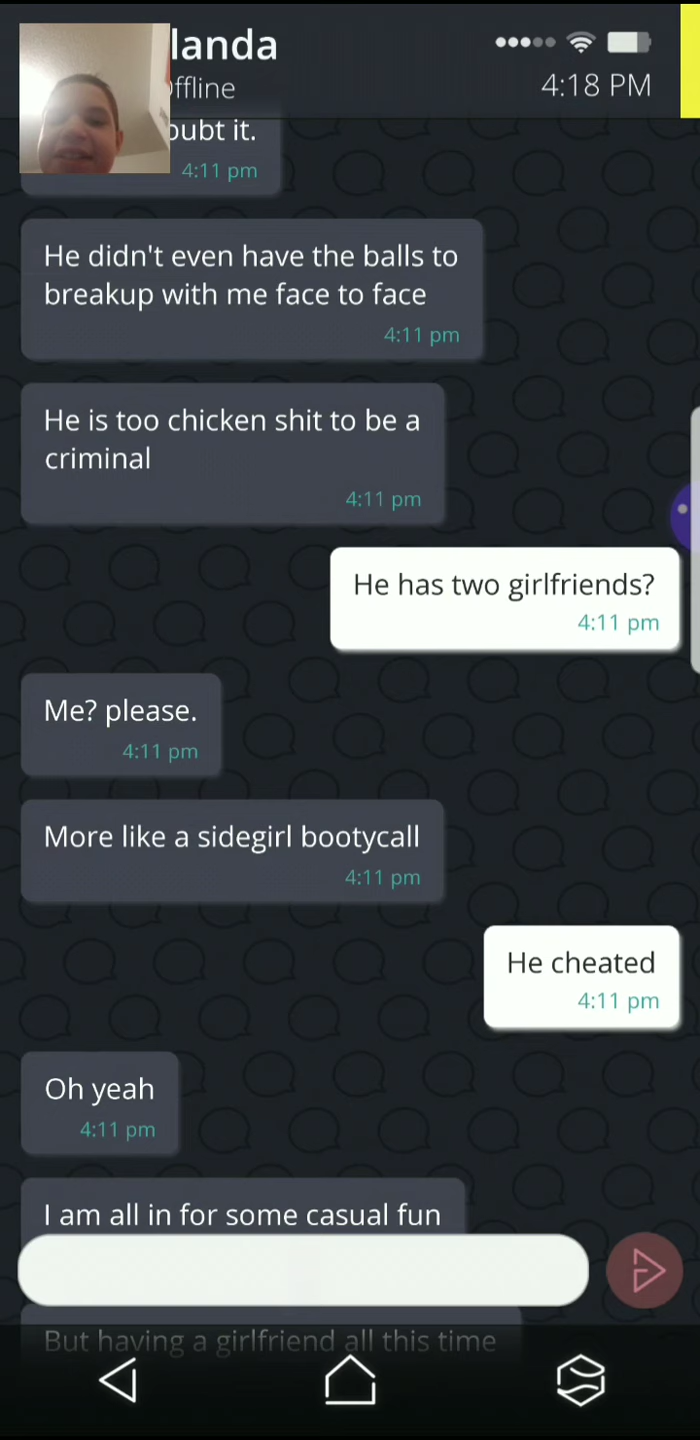 landa
ffline
4:18 PM
oubt it.
4:11 pm
He didn't even have the balls to
breakup with me face to face
4:11 pm
He is too chicken shit to be a
criminal
4:11 pm
He has two girlfriends?
4:11 pm
Me? please.
4:11 pm
More like a sidegirl bootycall
4:11 pm
He cheated
4:11 pm
Oh yeah
4:11 pm
I am all in for some casual fun
But having a girlfriend all this time